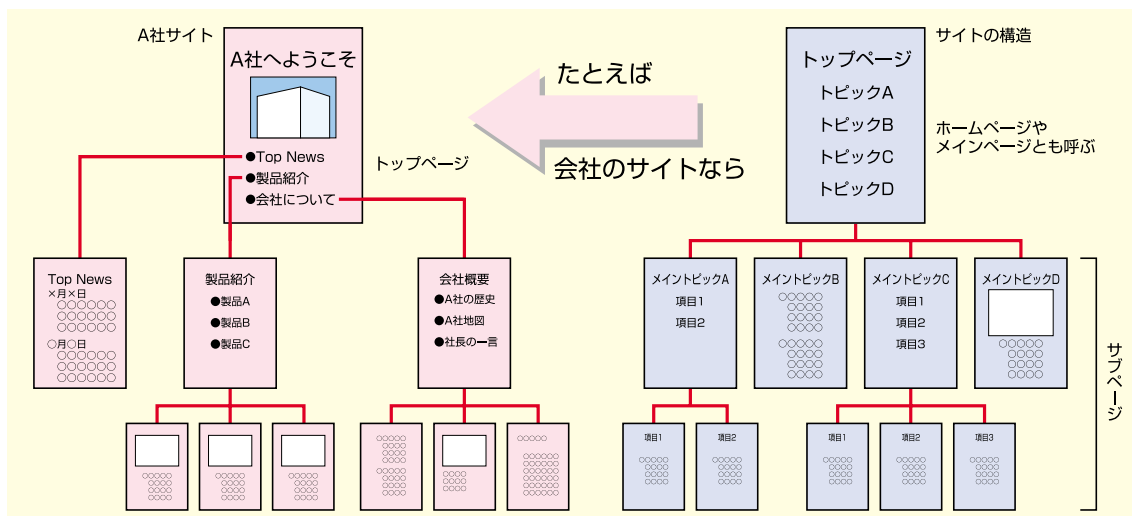 A社サイト
A社へようこそ
●Top News
●製品紹介
●会社について
トップページ
たとえば
会社のサイトなら
サイトの構造
トップページ
トピックA
トピックB
トピックC
トピックD
ホームページや
メインページとも呼ぶ
Top News
×月×日
○○○○○○
○○○○○○
○○○○○○
○月○日
○○○○○○
○○○○○○
○○○○○○
製品紹介
●製品A
●製品B
●製品C
会社概要
●A社の歴史
●A社地図
●社長の一言
メイントピックA
項目1
項目2
メイントピックB
○○○○○
○○○○
○○○○
○○○○
○○○○○
○○○○
○○○○
○○○○
メイントピックC
項目1
項目2
項目3
メイントピックD
○○○○○
○○○○
○○○○
○○○○
サブページ
○○○○○
○○○○
○○○○
○○○○
○○○○○
○○○○
○○○○
○○○○
○○○○○
○○○○
○○○○
○○○○
○○○○○
○○○○
○○○○
○○○○○
○○○○
○○○○
○○○○
○○○○
○○○○
○○○○○
○○○○○○
○○○○○○
○○○○○○
○○○○○○
○○○○○○
○○○○○○
項目1
○○○○○
○○○○
○○○○
○○○○
項目2
○○○○○
○○○○
○○○○
○○○○
項目1
○○○○○
○○○○
○○○○
○○○○
項目2
○○○○○
○○○○
○○○○
○○○○
項目3
○○○○○
○○○○
○○○○
○○○○